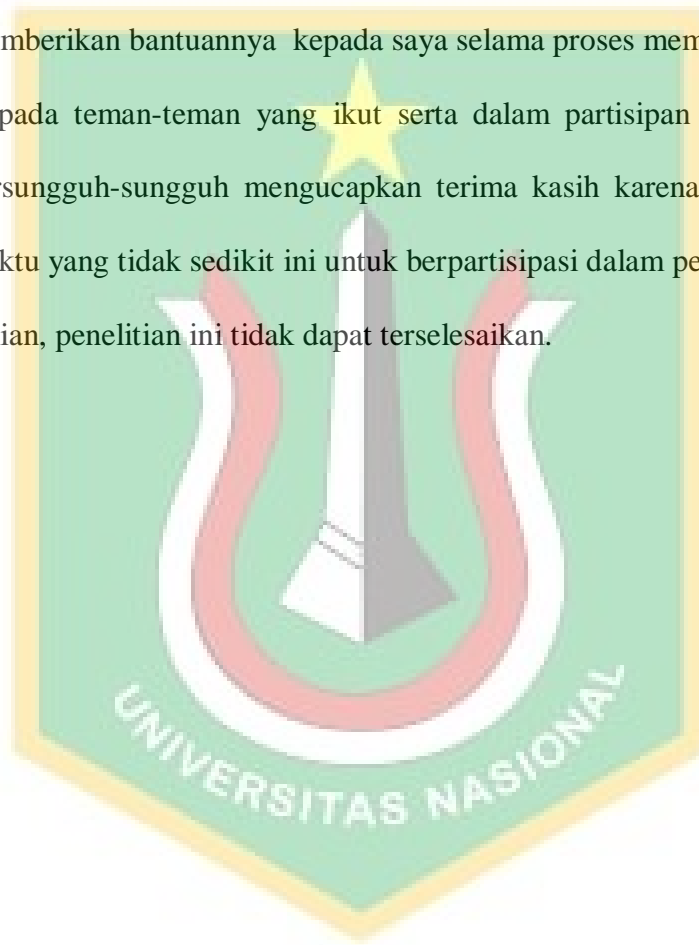 mberikan bantuannya kepada saya selama proses mem
pada teman-teman yang ikut serta dalam partisipan
rsungguh-sungguh mengucapkan terima kasih karena
ktu yang tidak sedikit ini untuk berpartisipasi dalam pe
ian, penelitian ini tidak dapat terselesaikan.
UNIVERSITAS NASIONAL